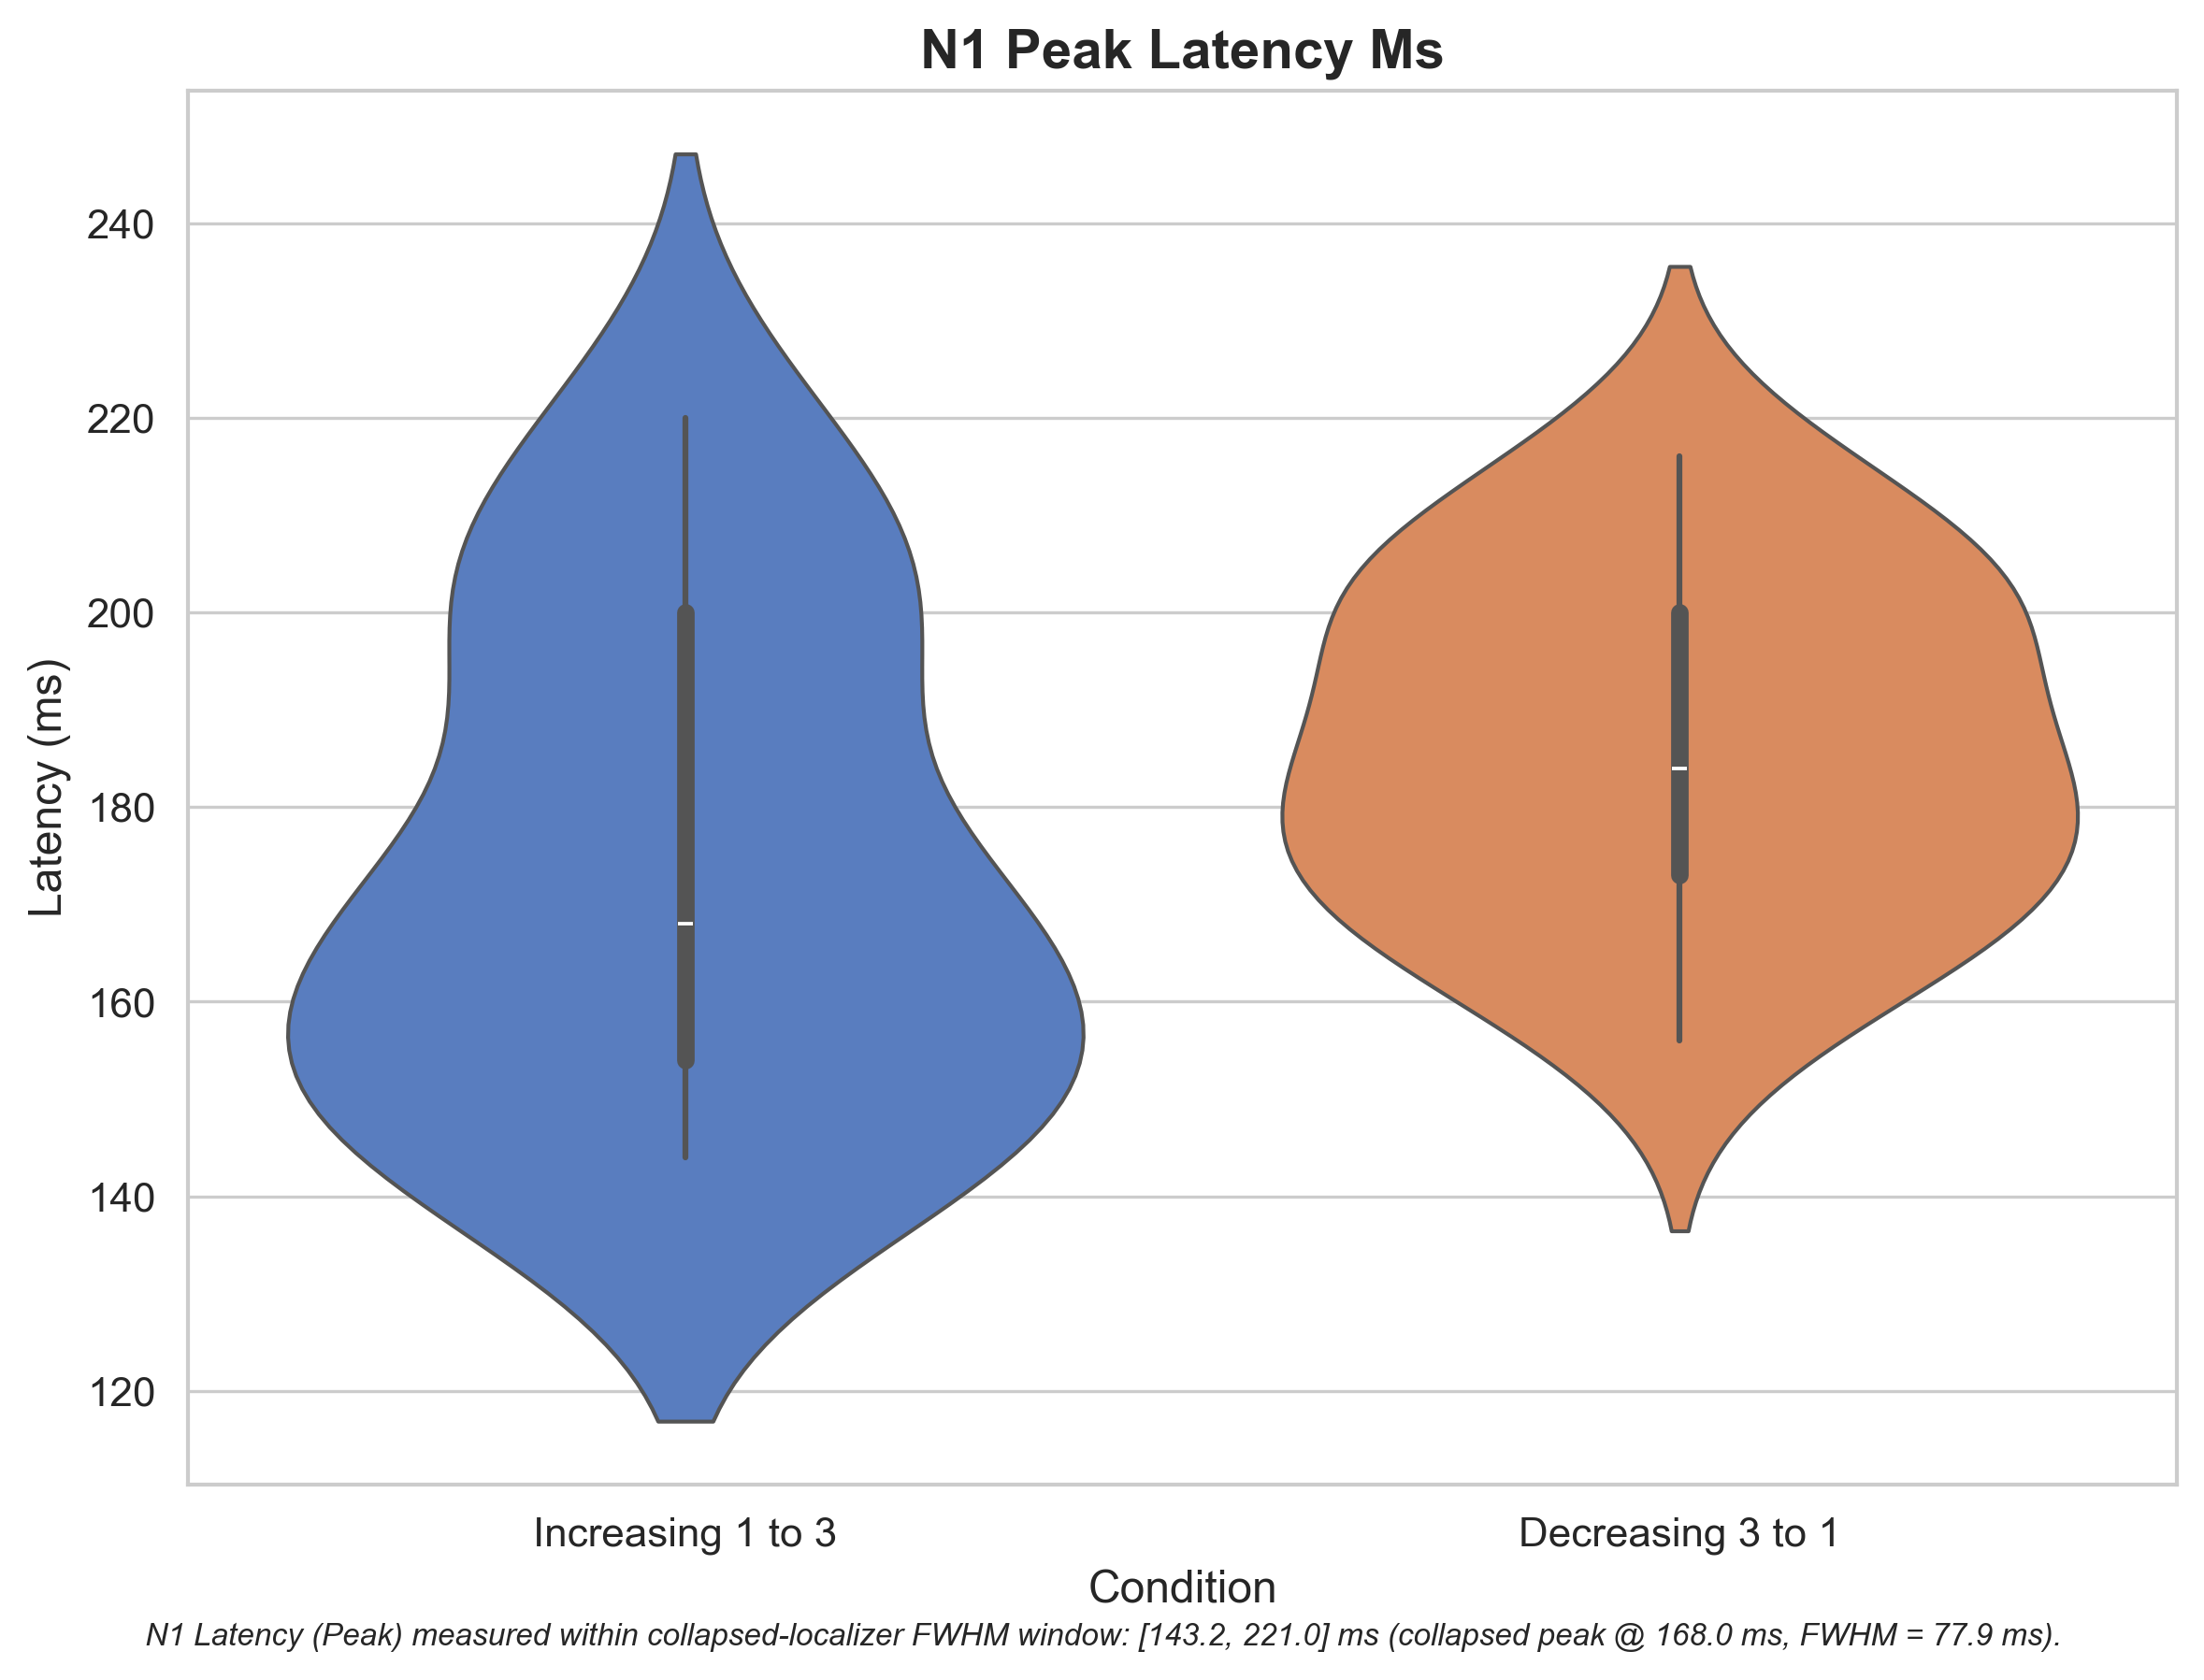 N1 Peak Latency Ms
240
220
200
180
160
140
120
Latency (ms)
Increasing 1 to 3
Decreasing 3 to 1
Condition
N1 Latency (Peak) measured within collapsed-localizer FWHM window: [143.2, 221.0] ms (collapsed peak @ 168.0 ms, FWHM = 77.9 ms).